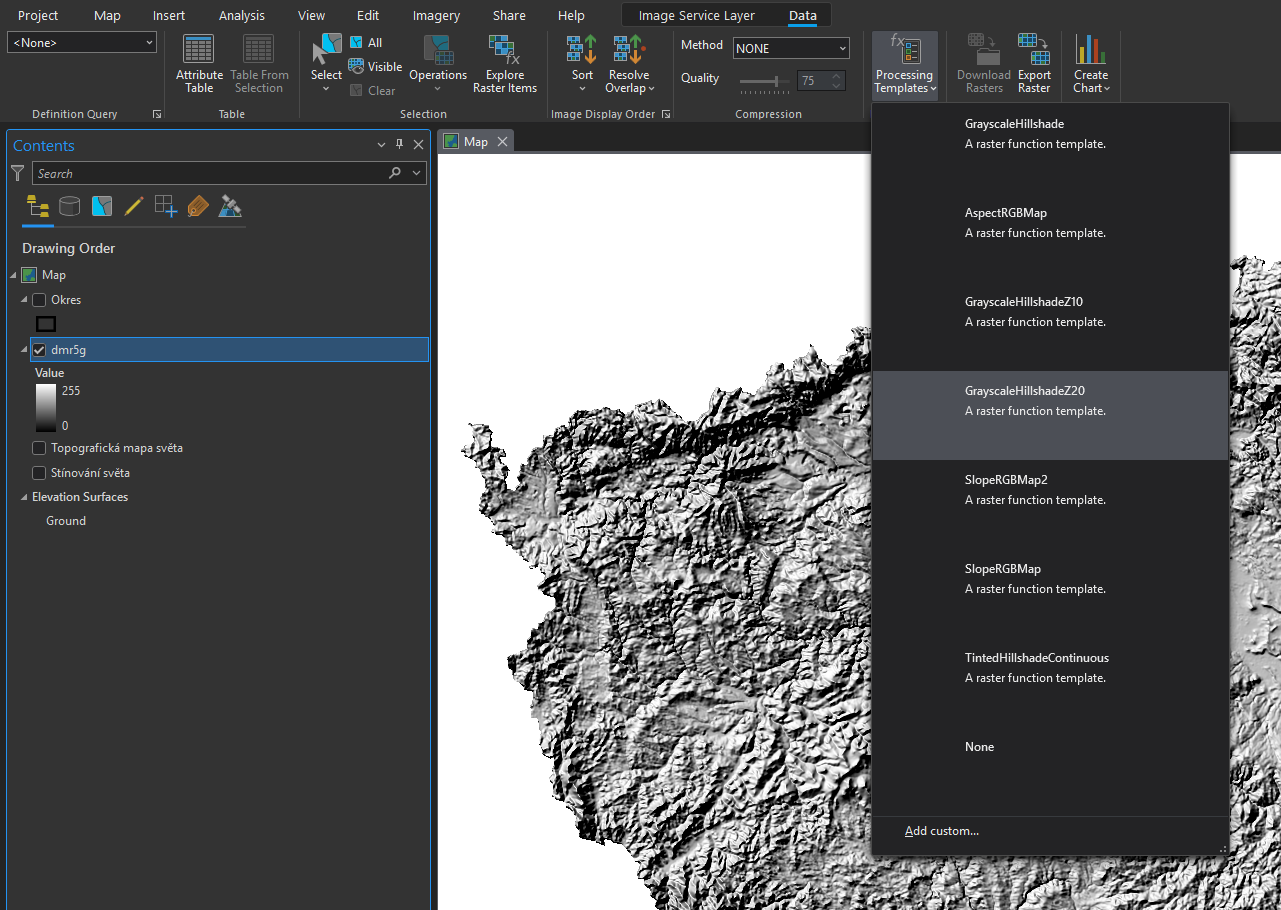 Project Map Insert Analysis View Edit Imagery Share Help Image Service Layer Data
<None>
Definition Query
Attribute
Table
Table From
Selection
Table
Select
All
Visible
Clear
Operations
Explore
Raster Items
Selection
Sort
Resolve
Overlap
Image Display Order
Method NONE
Quality 75
Compression
Processing
Templates
Download
Rasters
Export
Raster
Create
Chart
Contents
Search
Drawing Order
Map
Okres
dmr5g
Value
255
0
Topografická mapa světa
Stínování světa
Elevation Surfaces
Ground
Map
GrayscaleHillshade
A raster function template.
AspectRGBMap
A raster function template.
GrayscaleHillshadeZ10
A raster function template.
GrayscaleHillshadeZ20
A raster function template.
SlopeRGBMap2
A raster function template.
SlopeRGBMap
A raster function template.
TintedHillshadeContinuous
A raster function template.
None
Add custom...